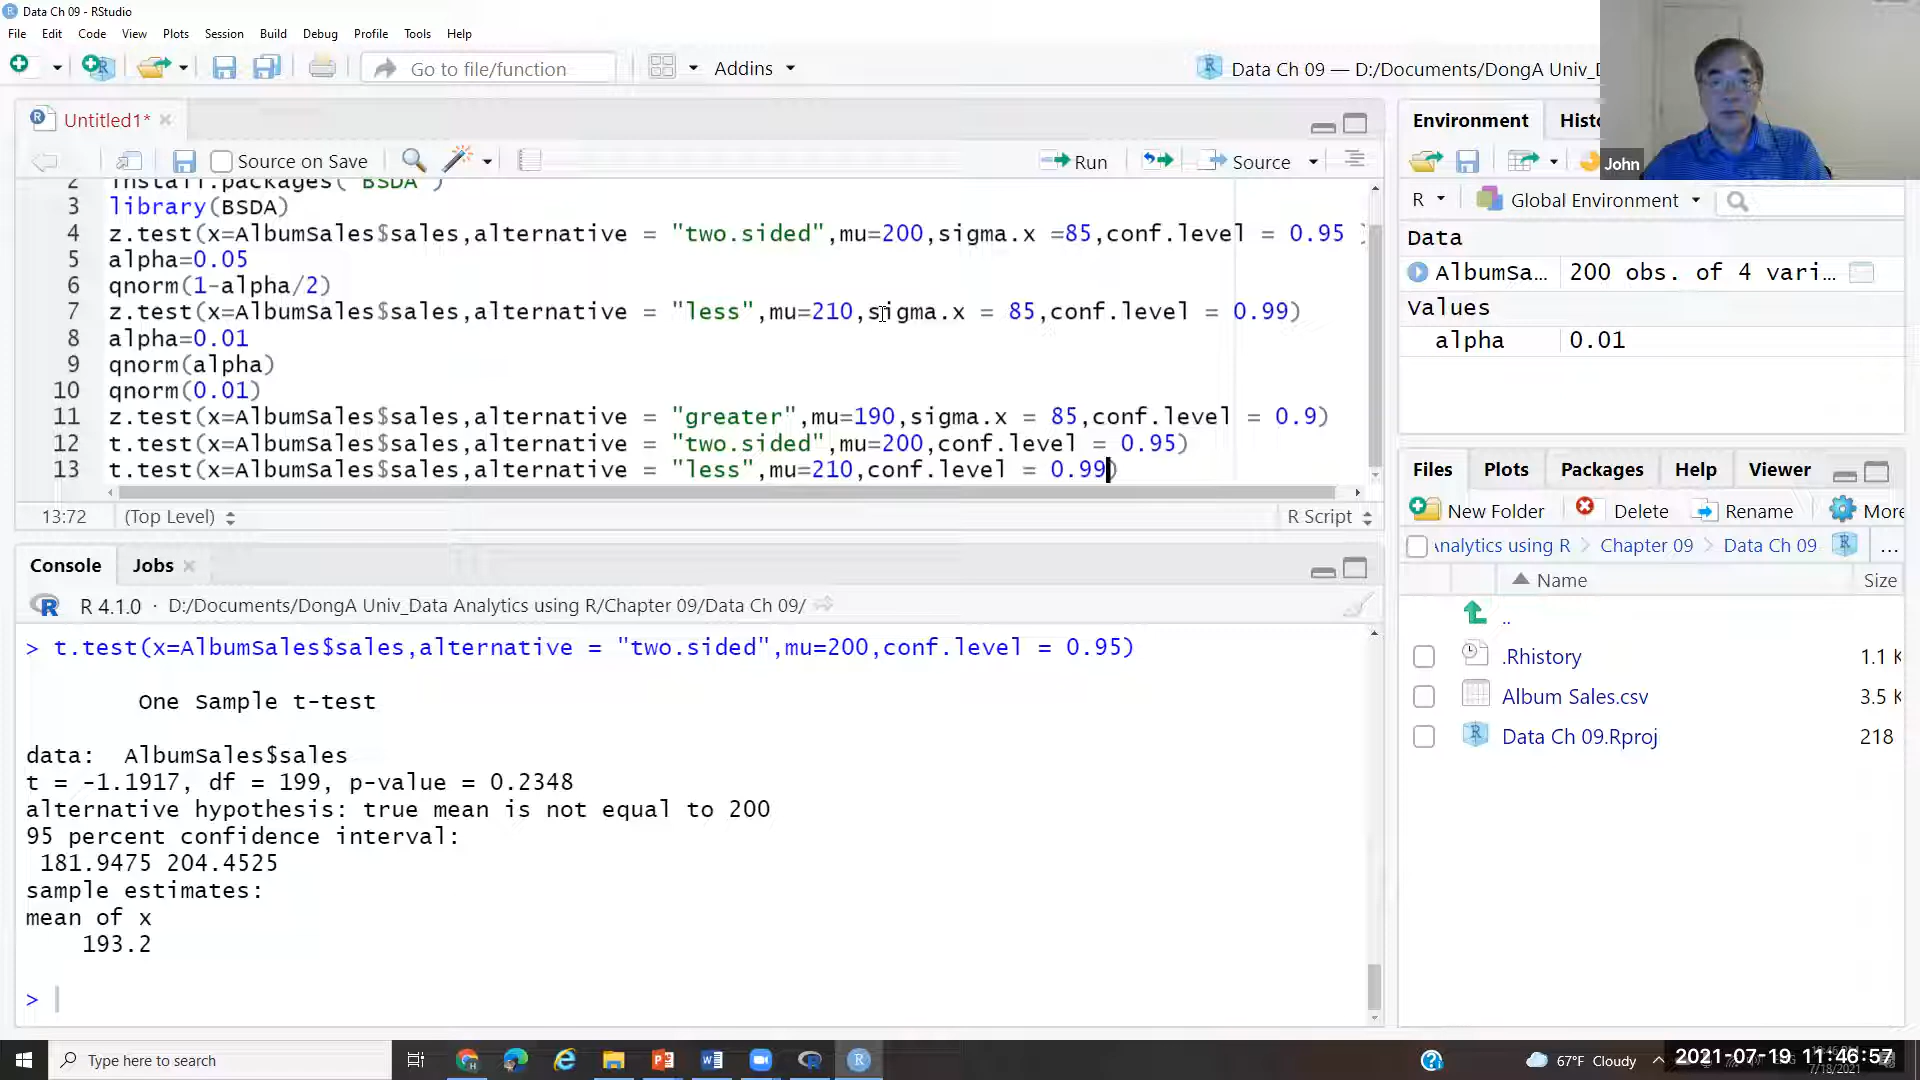 Data Ch 09 - RStudio
File Edit Code View Plots Session Build Debug Profile Tools Help
Go to file/function Addins Data Ch 09 — D:/Documents/DongA Univ_
Untitled1*
Source on Save Run Source
2 install.packages("BSDA")
3 library(BSDA)
4 z.test(x=AlbumSales$sales,alternative = "two.sided",mu=200,sigma.x =85,conf.level = 0.95 )
5 alpha=0.05
6 qnorm(1-alpha/2)
7 z.test(x=AlbumSales$sales,alternative = "less",mu=210,sigma.x = 85,conf.level = 0.99)
8 alpha=0.01
9 qnorm(alpha)
10 qnorm(0.01)
11 z.test(x=AlbumSales$sales,alternative = "greater",mu=190,sigma.x = 85,conf.level = 0.9)
12 t.test(x=AlbumSales$sales,alternative = "two.sided",mu=200,conf.level = 0.95)
13 t.test(x=AlbumSales$sales,alternative = "less",mu=210,conf.level = 0.99)
13:72 (Top Level) R Script
Console Jobs
R 4.1.0 · D:/Documents/DongA Univ_Data Analytics using R/Chapter 09/Data Ch 09/
> t.test(x=AlbumSales$sales,alternative = "two.sided",mu=200,conf.level = 0.95)
One Sample t-test
data: AlbumSales$sales
t = -1.1917, df = 199, p-value = 0.2348
alternative hypothesis: true mean is not equal to 200
95 percent confidence interval:
181.9475 204.4525
sample estimates:
mean of x
193.2
>
John
Environment Histo
R Global Environment
Data
AlbumSa… 200 obs. of 4 vari…
Values
alpha 0.01
Files Plots Packages Help Viewer
New Folder Delete Rename More
Analytics using R > Chapter 09 > Data Ch 09 ...
Name Size
..
.Rhistory 1.1 K
Album Sales.csv 3.5 K
Data Ch 09.Rproj 218
Type here to search
67°F Cloudy
2021-07-19 11:46:57
7/18/2021